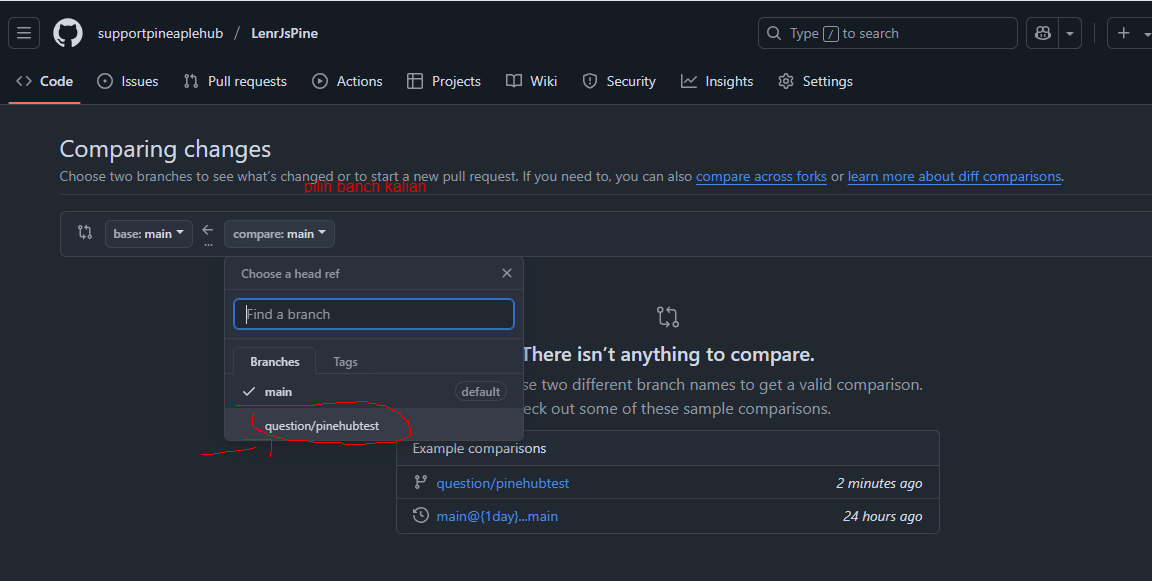 supportpineaplehub / LenrJsPine
Type / to search
Code Issues Pull requests Actions Projects Wiki Security Insights Settings
Comparing changes
Choose two branches to see what's changed or to start a new pull request. If you need to, you can also compare across forks or learn more about diff comparisons.
pilih banch kalian
base: main compare: main
...
Choose a head ref
Find a branch
Branches Tags
There isn't anything to compare.
main default
se two different branch names to get a valid comparison.
eck out some of these sample comparisons.
question/pinehubtest
Example comparisons
question/pinehubtest 2 minutes ago
main@{1day}...main 24 hours ago